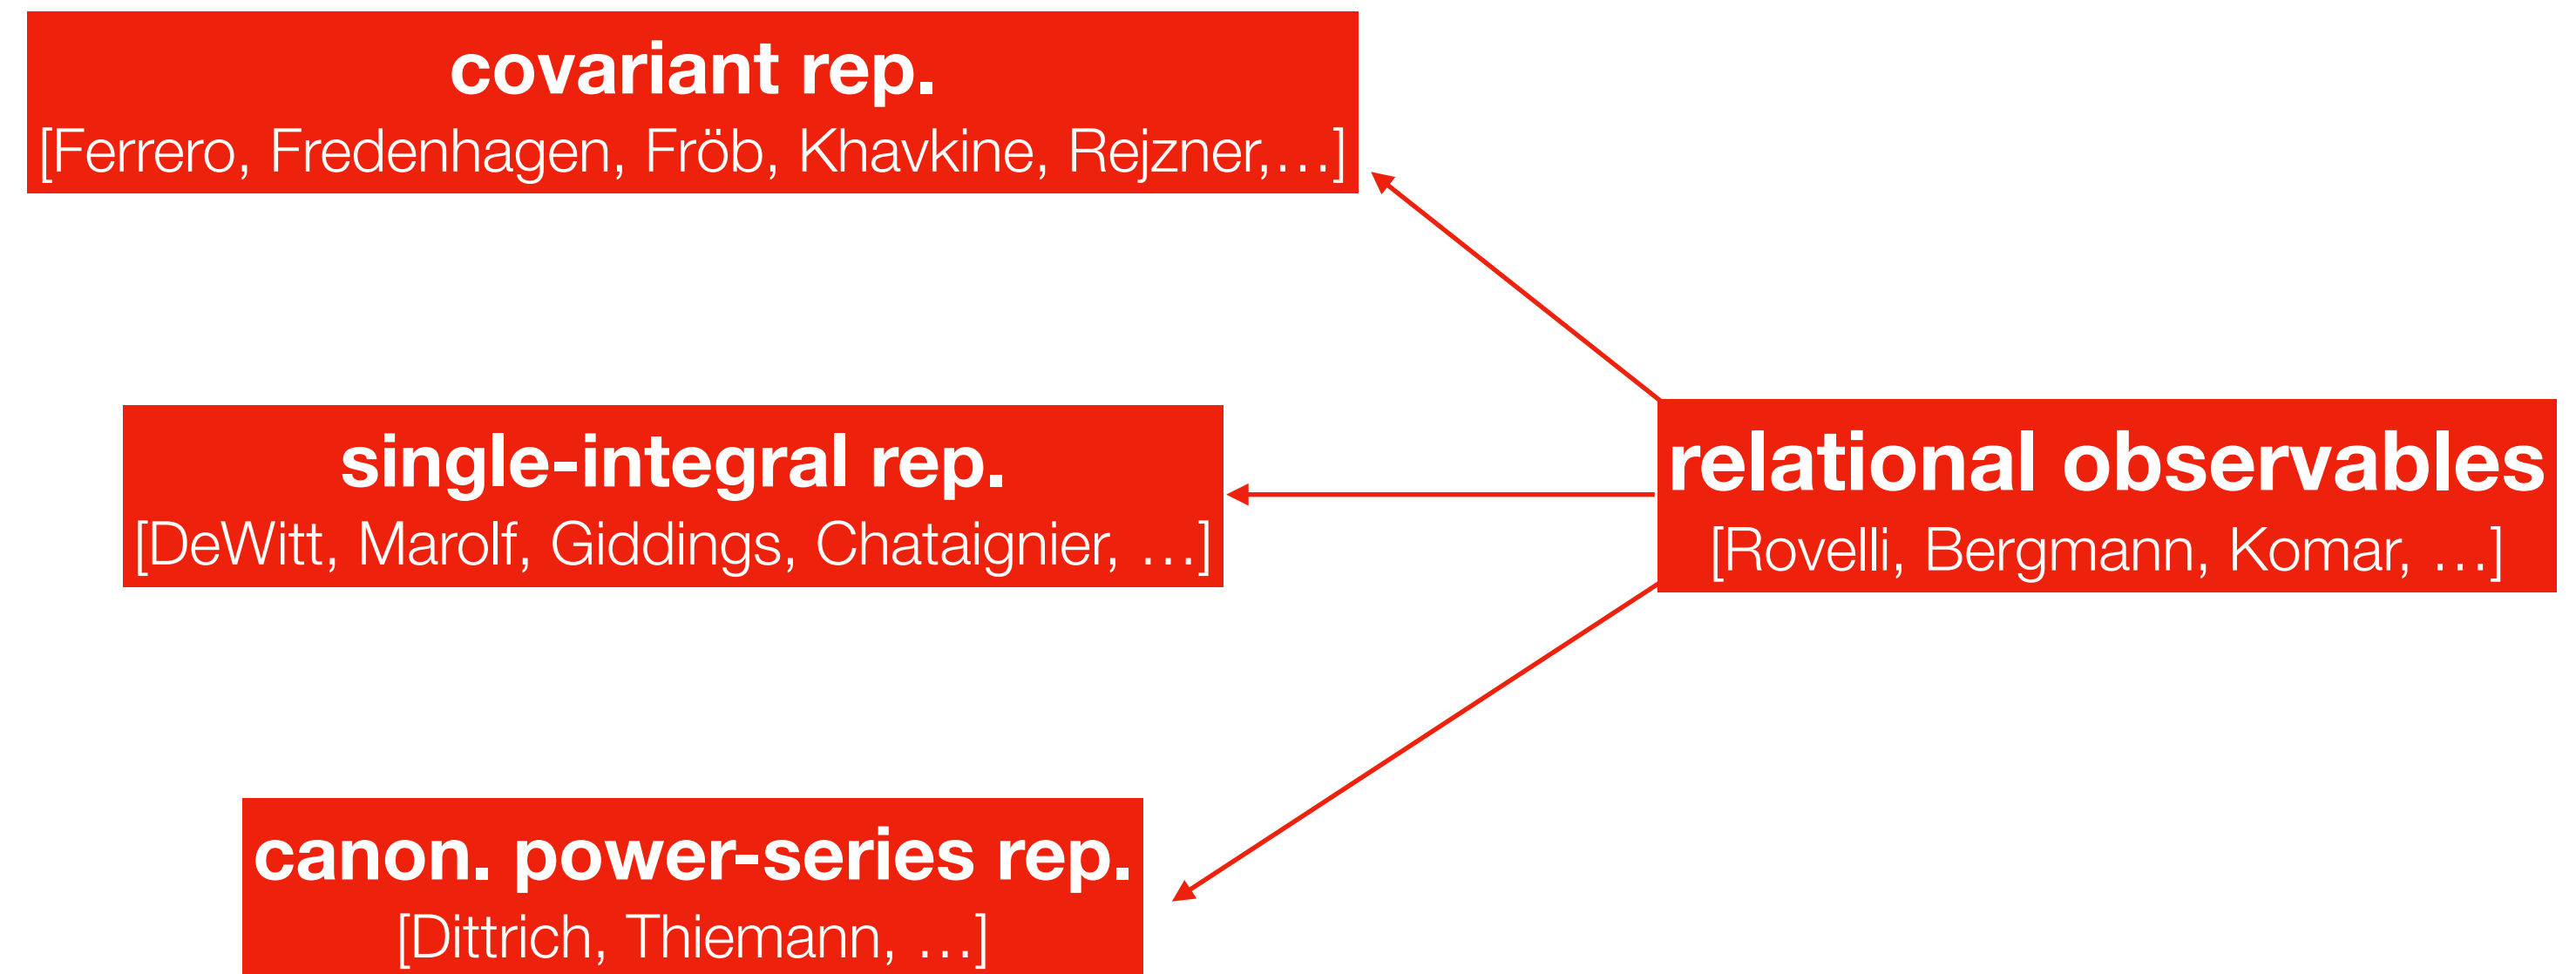 covariant rep.
[Ferrero, Fredenhagen, Fröb, Khavkine, Rejzner,…]
single-integral rep.
[DeWitt, Marolf, Giddings, Chataignier, …]
relational observables
[Rovelli, Bergmann, Komar, …]
canon. power-series rep.
[Dittrich, Thiemann, …]